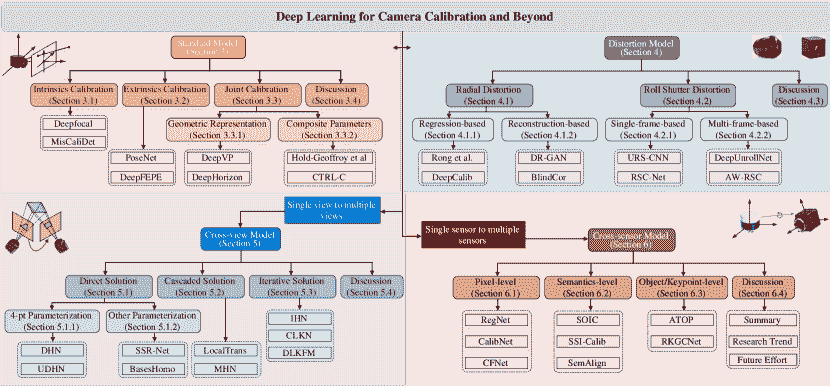 Deep Learning for Camera Calibration and Beyond
Standard Model
(Section 3)
Intrinsics Calibration
(Section 3.1)
Extrinsics Calibration
(Section 3.2)
Joint Calibration
(Section 3.3)
Discussion
(Section 3.4)
Deepfocal
MisCaliDet
Geometric Representation
(Section 3.3.1)
Composite Parameters
(Section 3.3.2)
PoseNet
DeepFEPE
DeepVP
DeepHorizon
Hold-Geoffroy et al
CTRL-C
Distortion Model
(Section 4)
Radial Distortion
(Section 4.1)
Roll Shutter Distortion
(Section 4.2)
Discussion
(Section 4.3)
Regression-based
(Section 4.1.1)
Reconstruction-based
(Section 4.1.2)
Single-frame-based
(Section 4.2.1)
Multi-frame-based
(Section 4.2.2)
Rong et al.
DeepCalib
DR-GAN
BlindCor
URS-CNN
RSC-Net
DeepUnrollNet
AW-RSC
Single view to multiple
views
Cross-view Model
(Section 5)
Direct Solution
(Section 5.1)
Cascaded Solution
(Section 5.2)
Iterative Solution
(Section 5.3)
Discussion
(Section 5.4)
4-pt Parameterization
(Section 5.1.1)
Other Parameterization
(Section 5.1.2)
DHN
UDHN
SSR-Net
BasesHomo
LocalTrans
MHN
IHN
CLKN
DLKFM
Single sensor to multiple
sensors
Cross-sensor Model
(Section 6)
Pixel-level
(Section 6.1)
Semantics-level
(Section 6.2)
Object/Keypoint-level
(Section 6.3)
Discussion
(Section 6.4)
RegNet
CalibNet
CFNet
SOIC
SSI-Calib
SemAlign
ATOP
RKGCNet
Summary
Research Trend
Future Effort